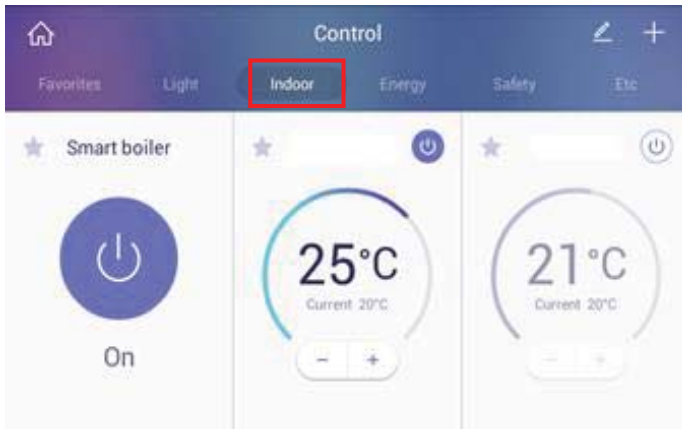 Control
Favorites Light Indoor Energy Safety Etc
Smart boiler
On
25°C
Current 20°C
- +
21°C
Current 20°C
- +